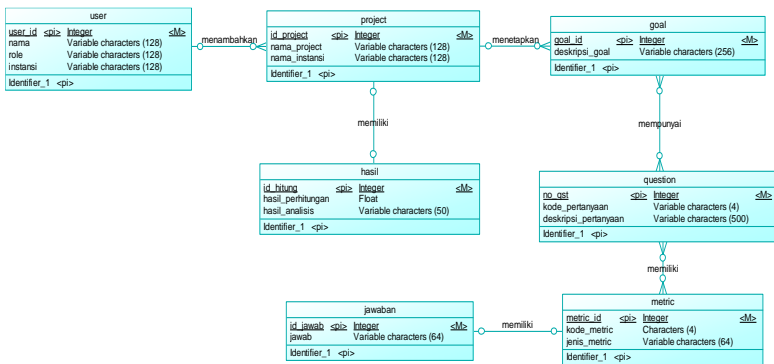 user
user_id <pi> Integer <M>
nama Variable characters (128)
role Variable characters (128)
instansi Variable characters (128)
Identifier_1 <pi>
menambahkan
project
id_project <pi> Integer <M>
nama_project Variable characters (128)
nama_instansi Variable characters (128)
Identifier_1 <pi>
menetapkan
goal
goal_id <pi> Integer <M>
deskripsi_goal Variable characters (256)
Identifier_1 <pi>
memiliki
mempunyai
hasil
id_hitung <pi> Integer <M>
hasil_perhitungan Float
hasil_analisis Variable characters (50)
Identifier_1 <pi>
question
no_qst <pi> Integer <M>
kode_pertanyaan Variable characters (4)
deskripsi_pertanyaan Variable characters (500)
Identifier_1 <pi>
memiliki
jawaban
id_jawab <pi> Integer <M>
jawab Variable characters (64)
Identifier_1 <pi>
memiliki
metric
metric_id <pi> Integer <M>
kode_metric Characters (4)
jenis_metric Variable characters (64)
Identifier_1 <pi>